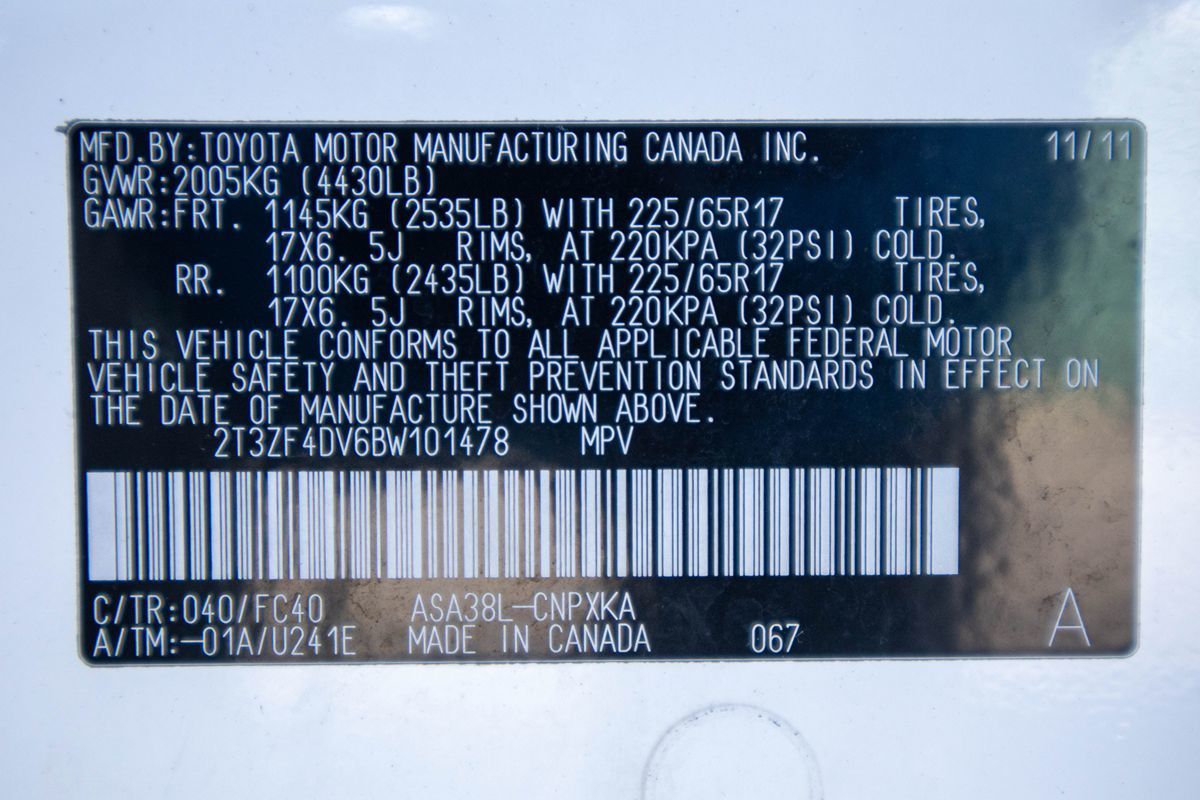 MFD.BY:TOYOTA MOTOR MANUFACTURING CANADA INC. 11/11
GVWR:2005KG (4430LB)
GAWR:FRT. 1145KG (2535LB) WITH 225/65R17 TIRES,
17X6. 5J RIMS, AT 220KPA (32PSI) COLD.
RR. 1100KG (2435LB) WITH 225/65R17 TIRES,
17X6. 5J RIMS, AT 220KPA (32PSI) COLD.
THIS VEHICLE CONFORMS TO ALL APPLICABLE FEDERAL MOTOR
VEHICLE SAFETY AND THEFT PREVENTION STANDARDS IN EFFECT ON
THE DATE OF MANUFACTURE SHOWN ABOVE.
2T3ZF4DV6BW101478 MPV
C/TR:040/FC40 ASA38L-CNPXKA
A/TM:-01A/U241E MADE IN CANADA 067 A